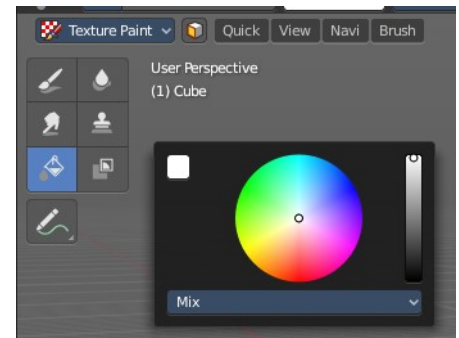 Texture Paint Quick View Navi Brush
User Perspective
(1) Cube
Mix